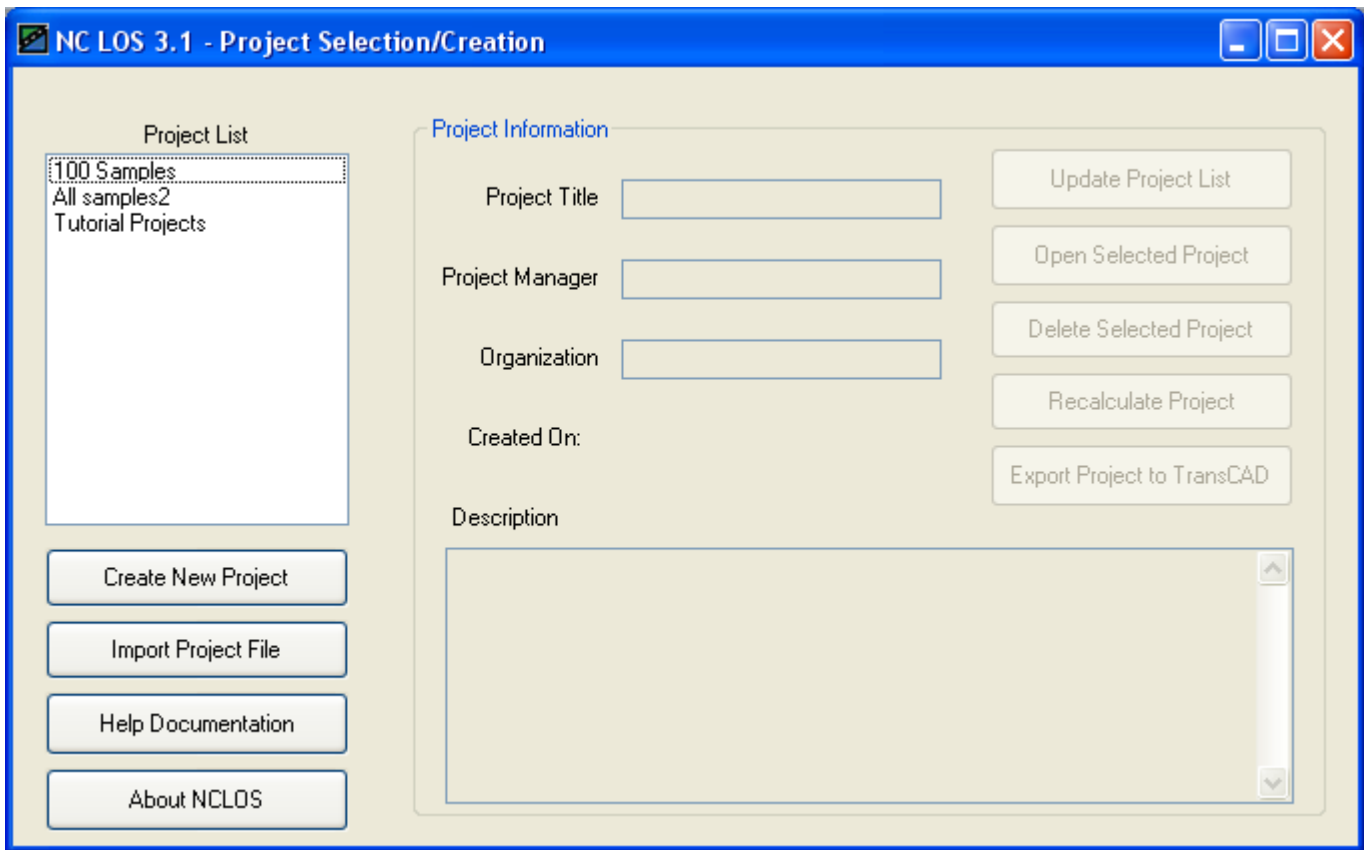 NC LOS 3.1 - Project Selection/Creation
Project List
100 Samples
All samples2
Tutorial Projects
Create New Project
Import Project File
Help Documentation
About NCLOS
Project Information
Project Title
Project Manager
Organization
Created On:
Description
Update Project List
Open Selected Project
Delete Selected Project
Recalculate Project
Export Project to TransCAD